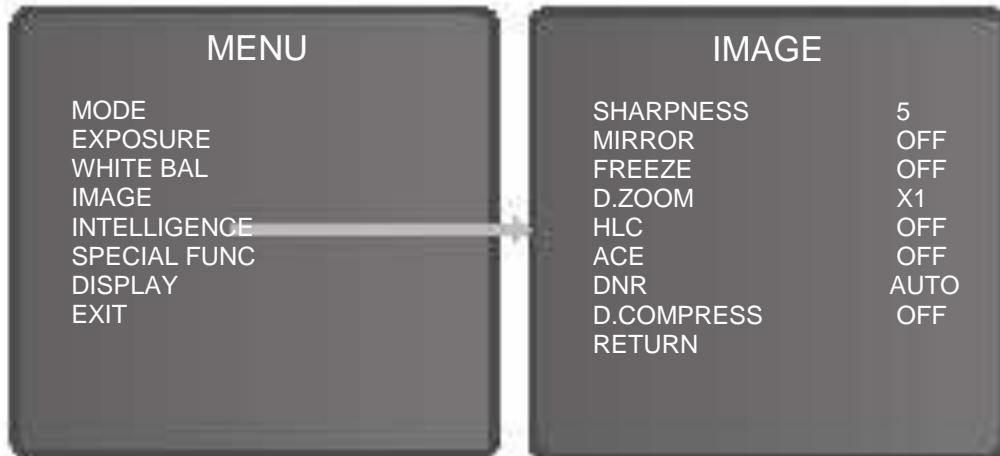 MENU
MODE
EXPOSURE
WHITE BAL
IMAGE
INTELLIGENCE
SPECIAL FUNC
DISPLAY
EXIT
IMAGE
SHARPNESS 5
MIRROR OFF
FREEZE OFF
D.ZOOM X1
HLC OFF
ACE OFF
DNR AUTO
D.COMPRESS OFF
RETURN